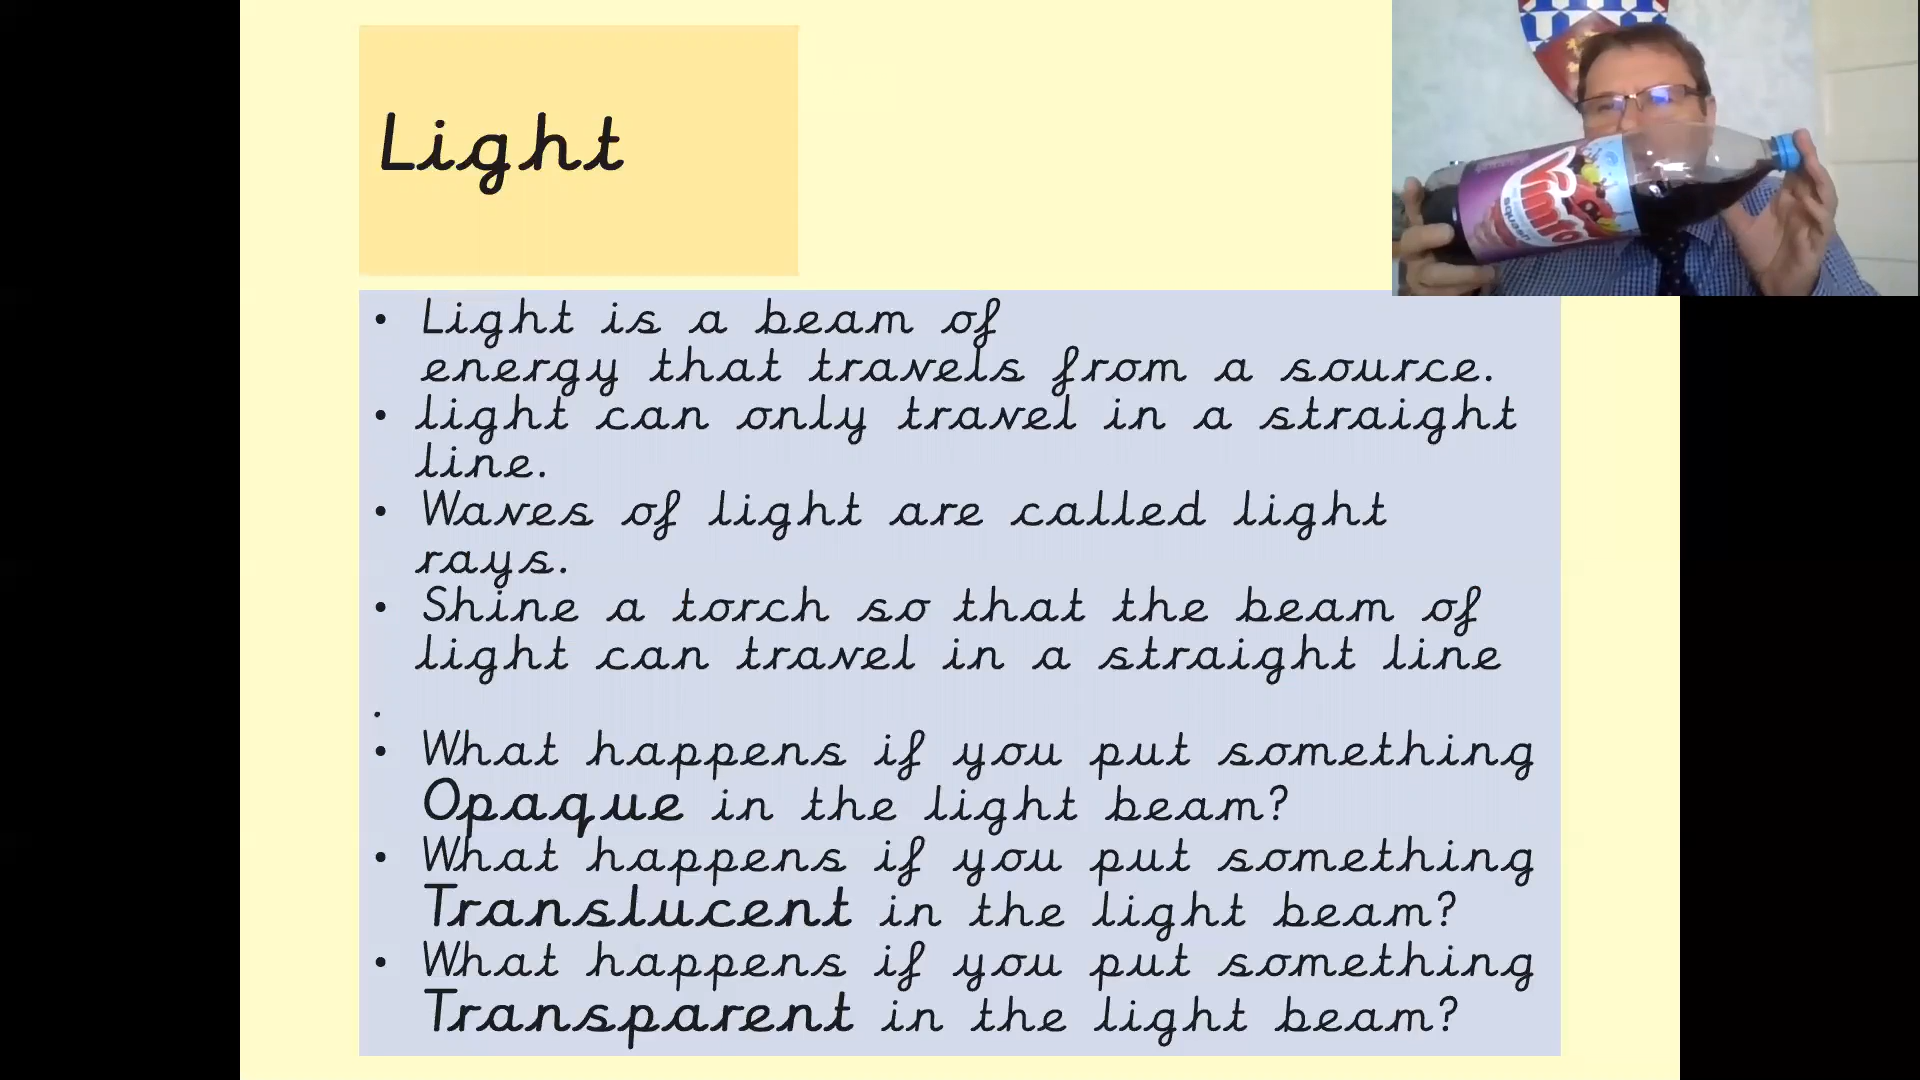 Light
• Light is a beam of
energy that travels from a source.
• light can only travel in a straight
line.
• Waves of light are called light
rays.
• Shine a torch so that the beam of
light can travel in a straight line
.
• What happens if you put something
Opaque in the light beam?
• What happens if you put something
Translucent in the light beam?
• What happens if you put something
Transparent in the light beam?
Vimto
squash